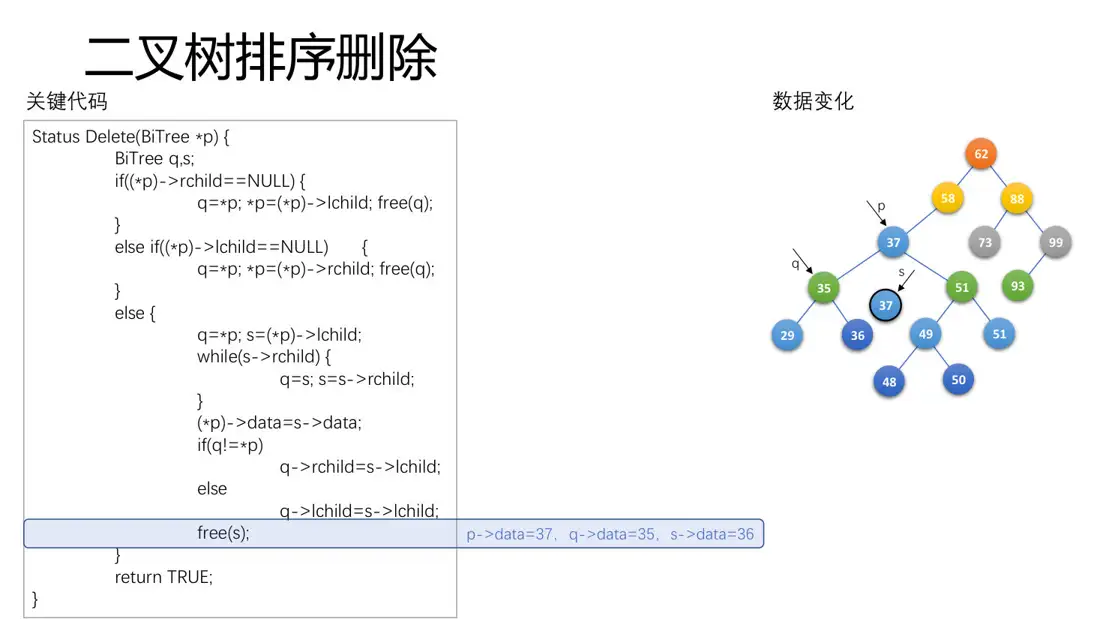 二叉树排序删除
关键代码
Status Delete(BiTree *p) {
BiTree q,s;
if((*p)->rchild==NULL) {
q=*p; *p=(*p)->lchild; free(q);
}
else if((*p)->lchild==NULL) {
q=*p; *p=(*p)->rchild; free(q);
}
else {
q=*p; s=(*p)->lchild;
while(s->rchild) {
q=s; s=s->rchild;
}
(*p)->data=s->data;
if(q!=*p)
q->rchild=s->lchild;
else
q->lchild=s->lchild;
free(s);
}
return TRUE;
}
p->data=37，q->data=35，s->data=36
数据变化
62
58 88
p
37 73 99
q s
35 37 51 93
29 36 49 51
48 50